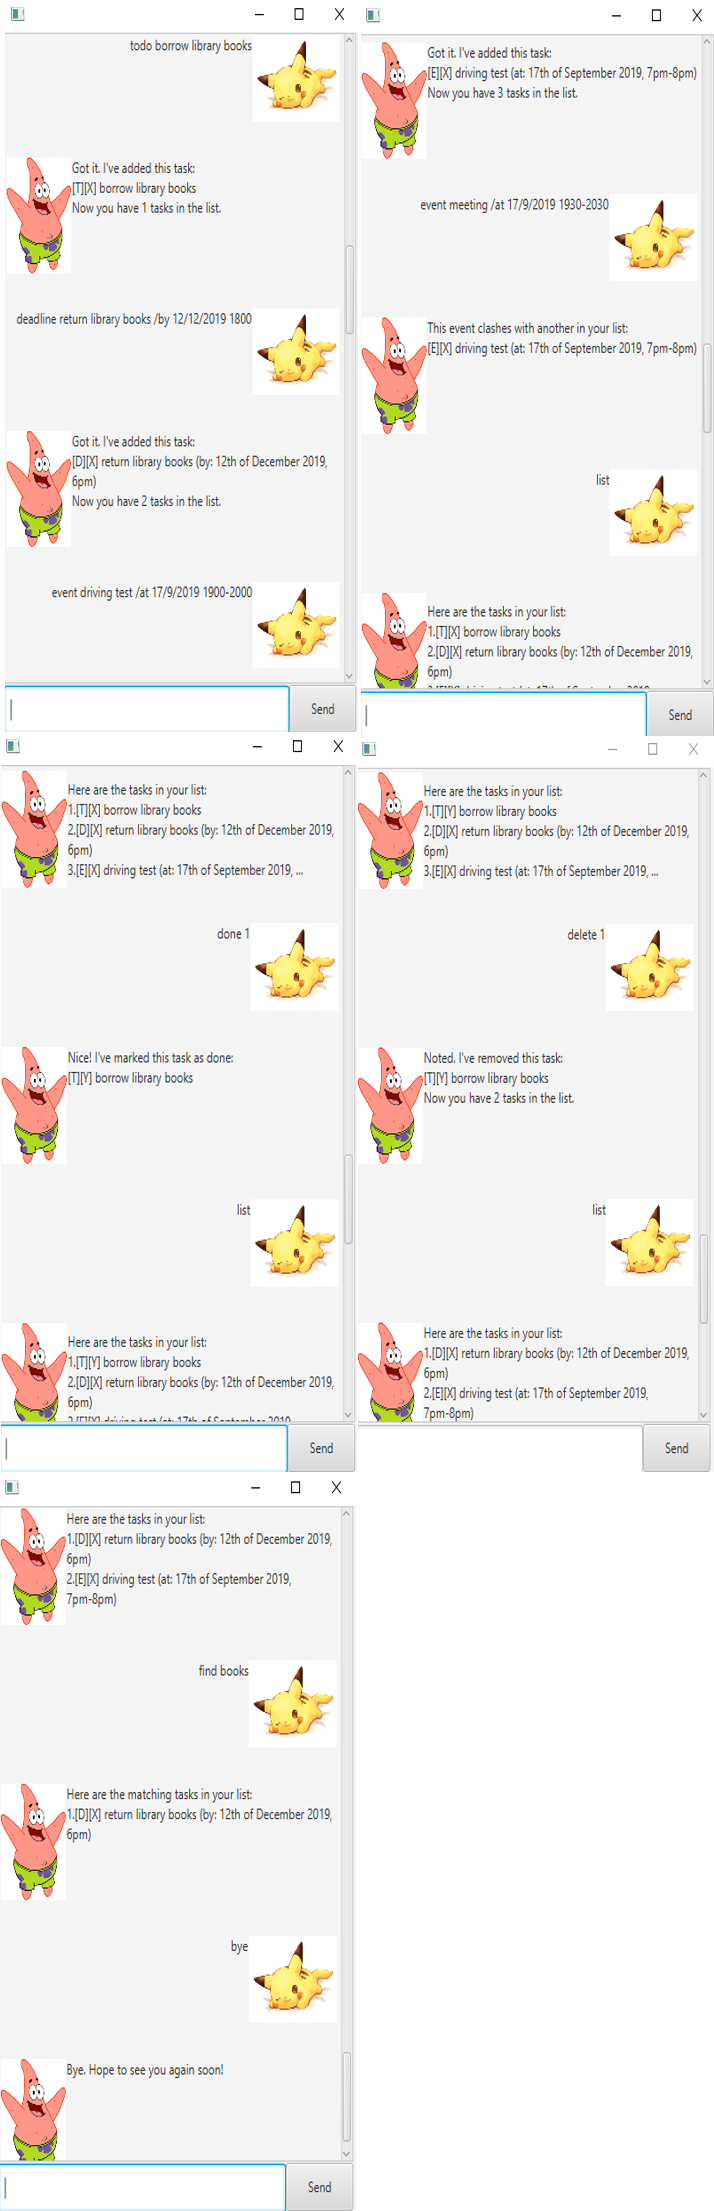 todo borrow library books
Got it. I've added this task:
[T][X] borrow library books
Now you have 1 tasks in the list.
deadline return library books /by 12/12/2019 1800
Got it. I've added this task:
[D][X] return library books (by: 12th of December 2019,
6pm)
Now you have 2 tasks in the list.
event driving test /at 17/9/2019 1900-2000
Send
Got it. I've added this task:
[E][X] driving test (at: 17th of September 2019, 7pm-8pm)
Now you have 3 tasks in the list.
event meeting /at 17/9/2019 1930-2030
This event clashes with another in your list:
[E][X] driving test (at: 17th of September 2019, 7pm-8pm)
list
Here are the tasks in your list:
1.[T][X] borrow library books
2.[D][X] return library books (by: 12th of December 2019,
6pm)
3.[E][X] driving test (at: 17th of September 2019,
Send
Here are the tasks in your list:
1.[T][X] borrow library books
2.[D][X] return library books (by: 12th of December 2019,
6pm)
3.[E][X] driving test (at: 17th of September 2019, ...
done 1
Nice! I've marked this task as done:
[T][Y] borrow library books
list
Here are the tasks in your list:
1.[T][Y] borrow library books
2.[D][X] return library books (by: 12th of December 2019,
6pm)
3.[E][X] driving test (at: 17th of September 2019,
Send
Here are the tasks in your list:
1.[T][Y] borrow library books
2.[D][X] return library books (by: 12th of December 2019,
6pm)
3.[E][X] driving test (at: 17th of September 2019, ...
delete 1
Noted. I've removed this task:
[T][Y] borrow library books
Now you have 2 tasks in the list.
list
Here are the tasks in your list:
1.[D][X] return library books (by: 12th of December 2019,
6pm)
2.[E][X] driving test (at: 17th of September 2019,
7pm-8pm)
Send
Here are the tasks in your list:
1.[D][X] return library books (by: 12th of December 2019,
6pm)
2.[E][X] driving test (at: 17th of September 2019,
7pm-8pm)
find books
Here are the matching tasks in your list:
1.[D][X] return library books (by: 12th of December 2019,
6pm)
bye
Bye. Hope to see you again soon!
Send